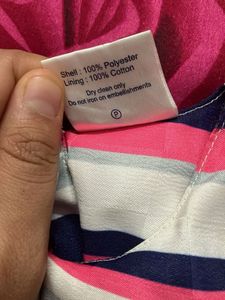 Shell : 100% Polyester
Lining : 100% Cotton
Dry clean only
Do not iron on embellishments
P